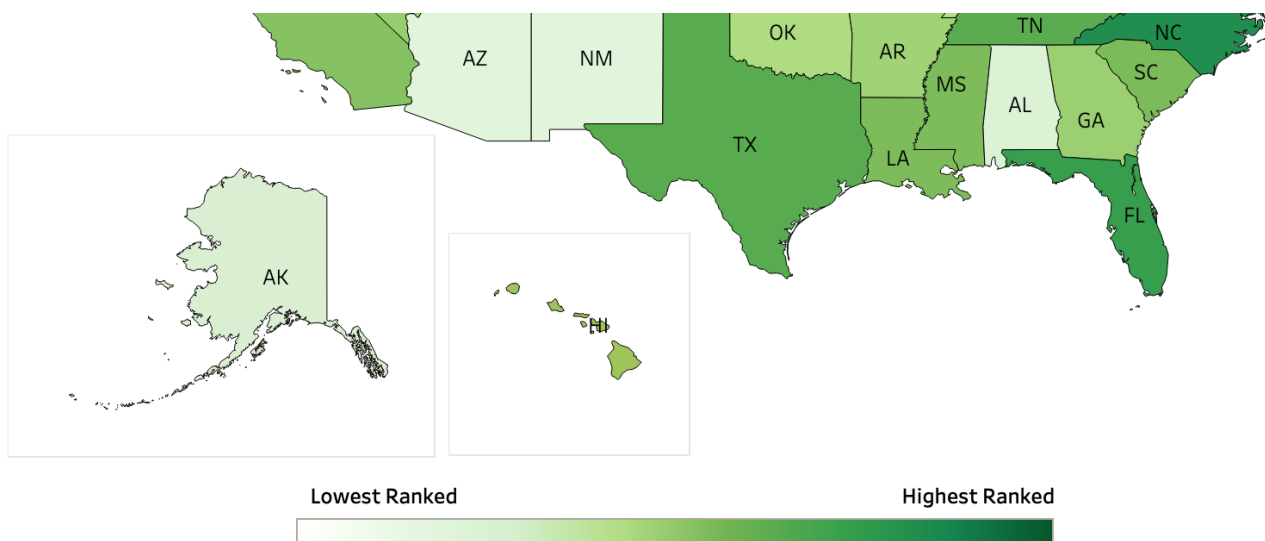 TN
NC
OK
AR
AZ
NM
SC
MS
AL
GA
TX
LA
FL
AK
HI
Lowest Ranked
Highest Ranked